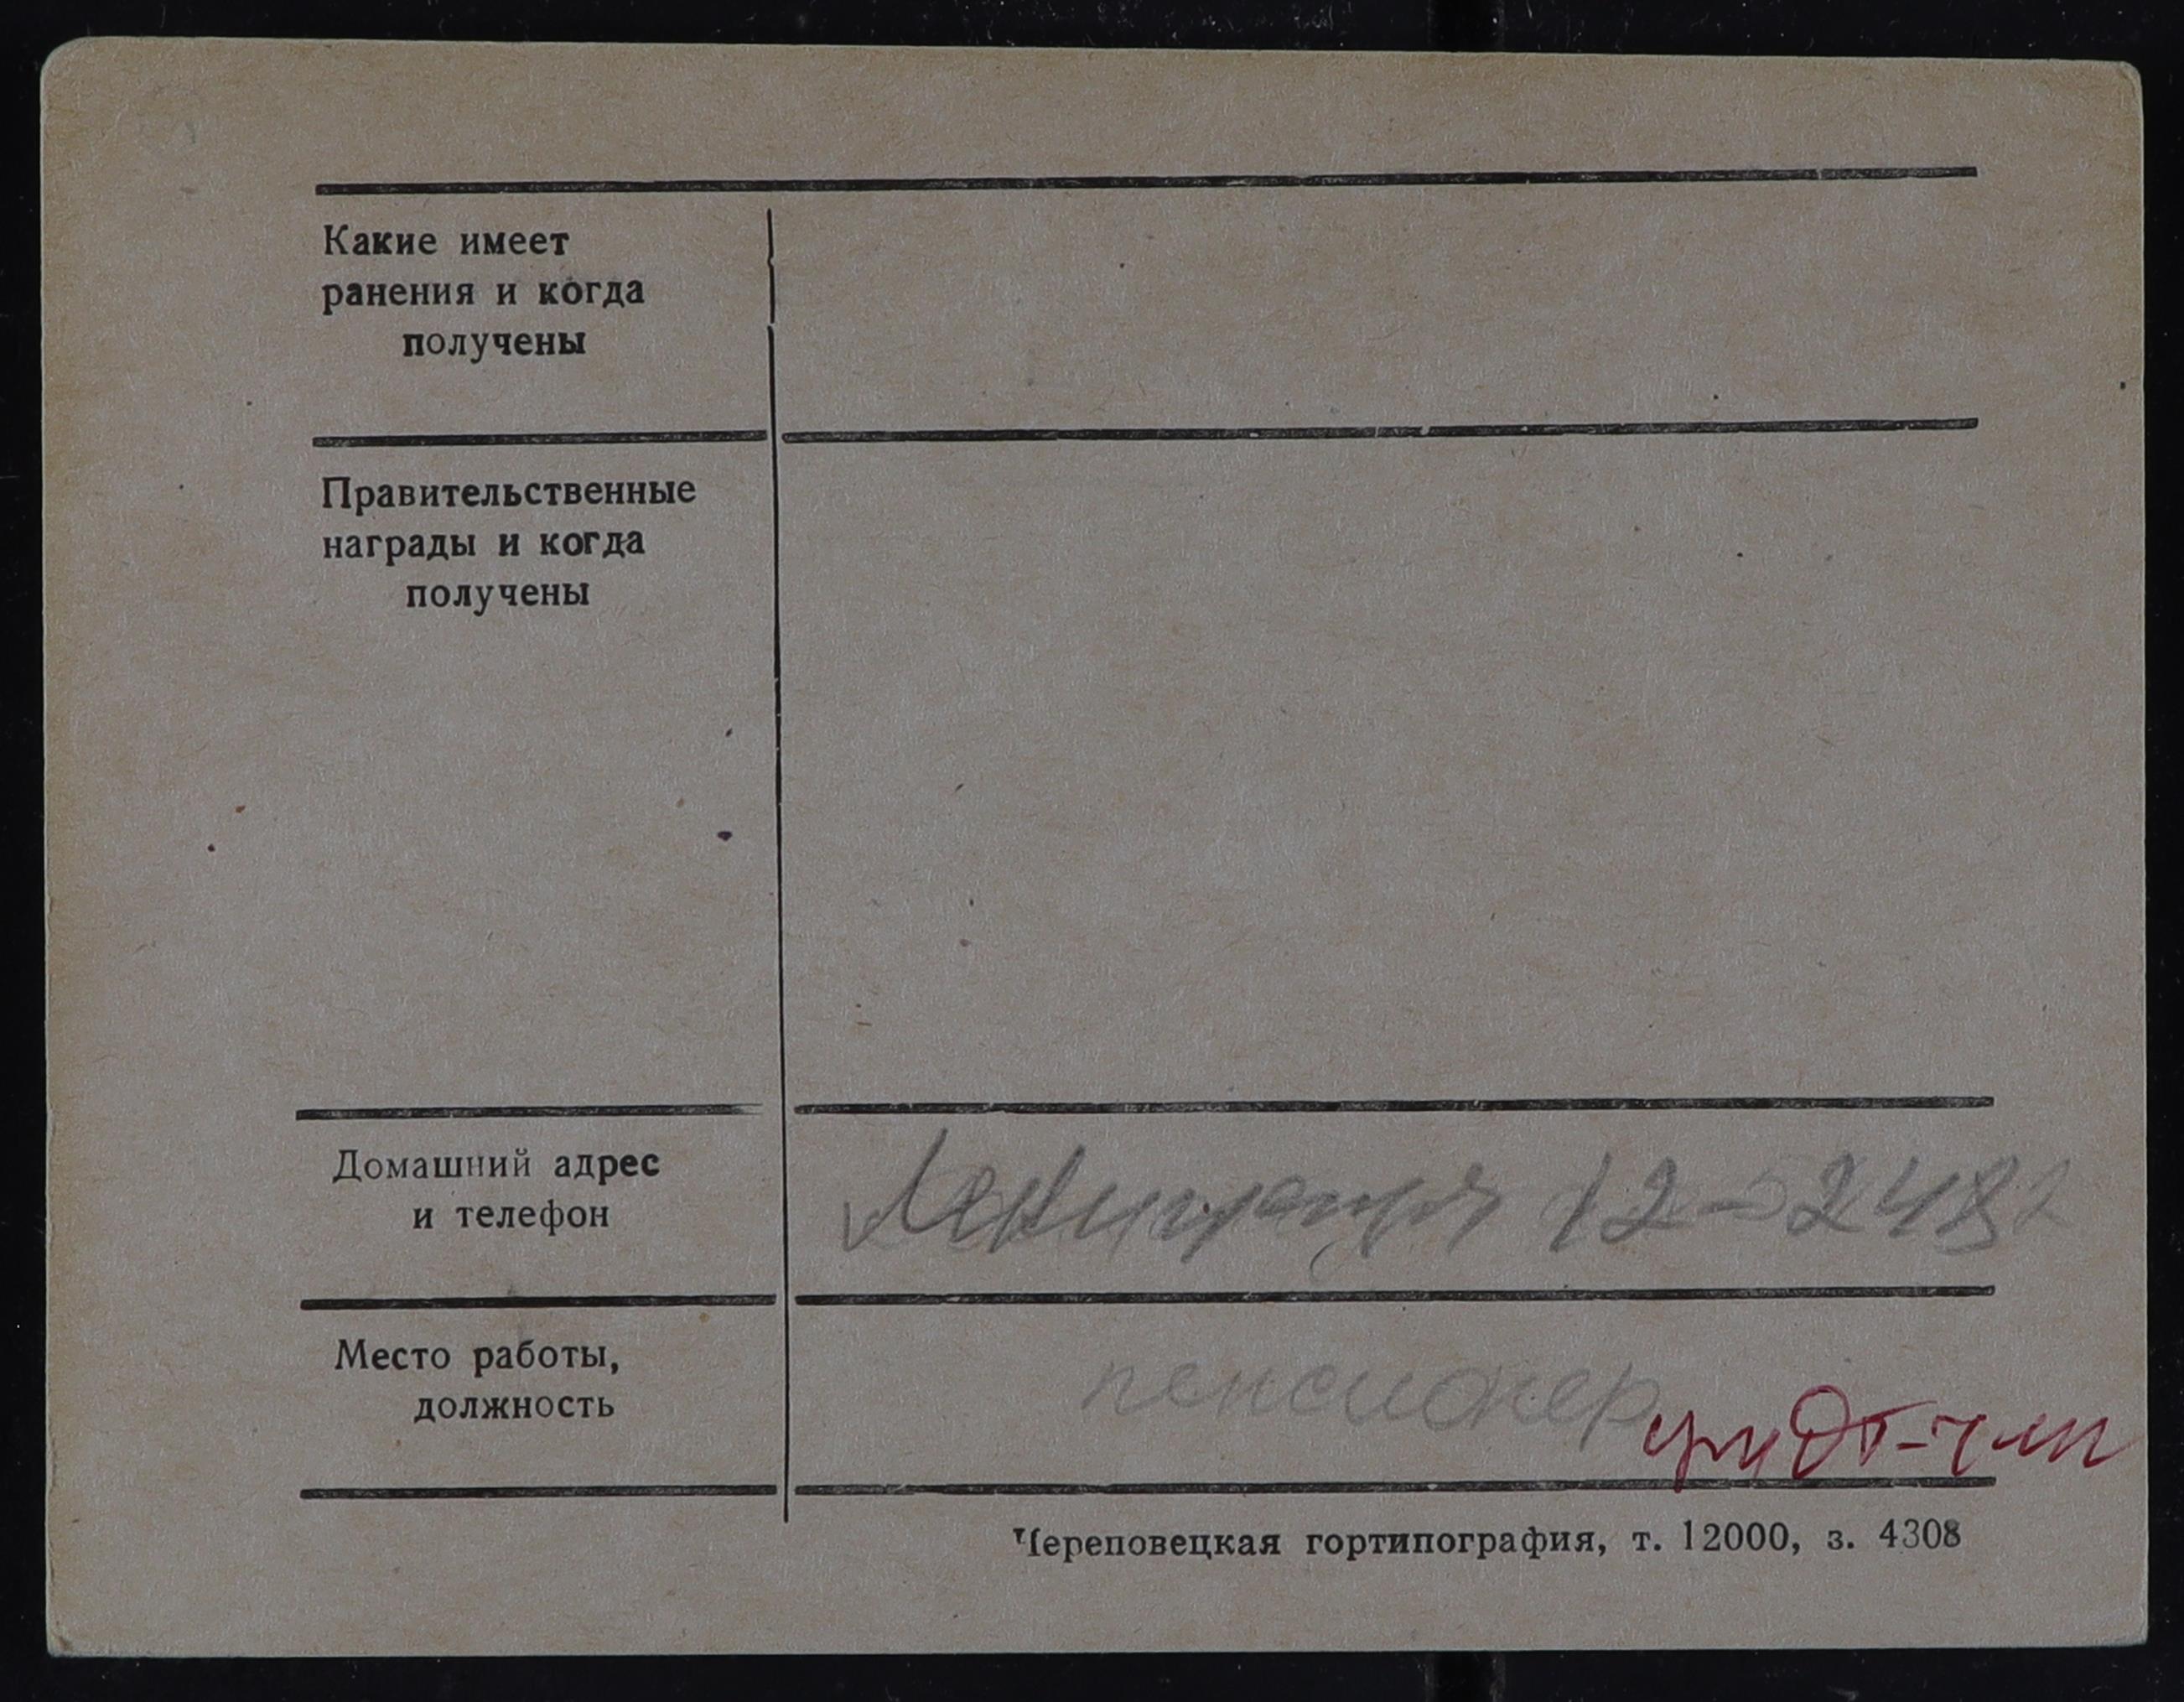 Какие имеет
ранения и когда
получены
Правительственные
награды и когда
получены
Домашний адрес
и телефон
12-248
Место работы,
должность
пенсионер
Череповецкая гортипография, т. 12000, з. 4308